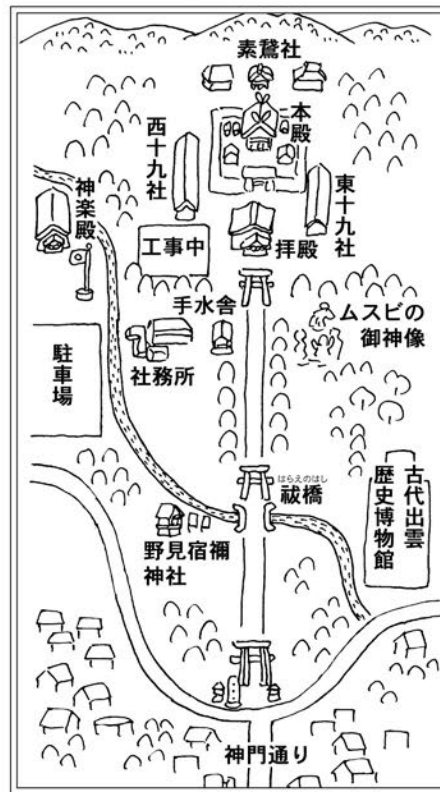 素鵞社
本殿
西十九社
東十九社
神楽殿
工事中
拝殿
手水舎
ムスビの
御神像
社務所
駐車場
はらえのはし
祓橋
古代出雲
歴史博物館
野見宿禰
神社
神門通り